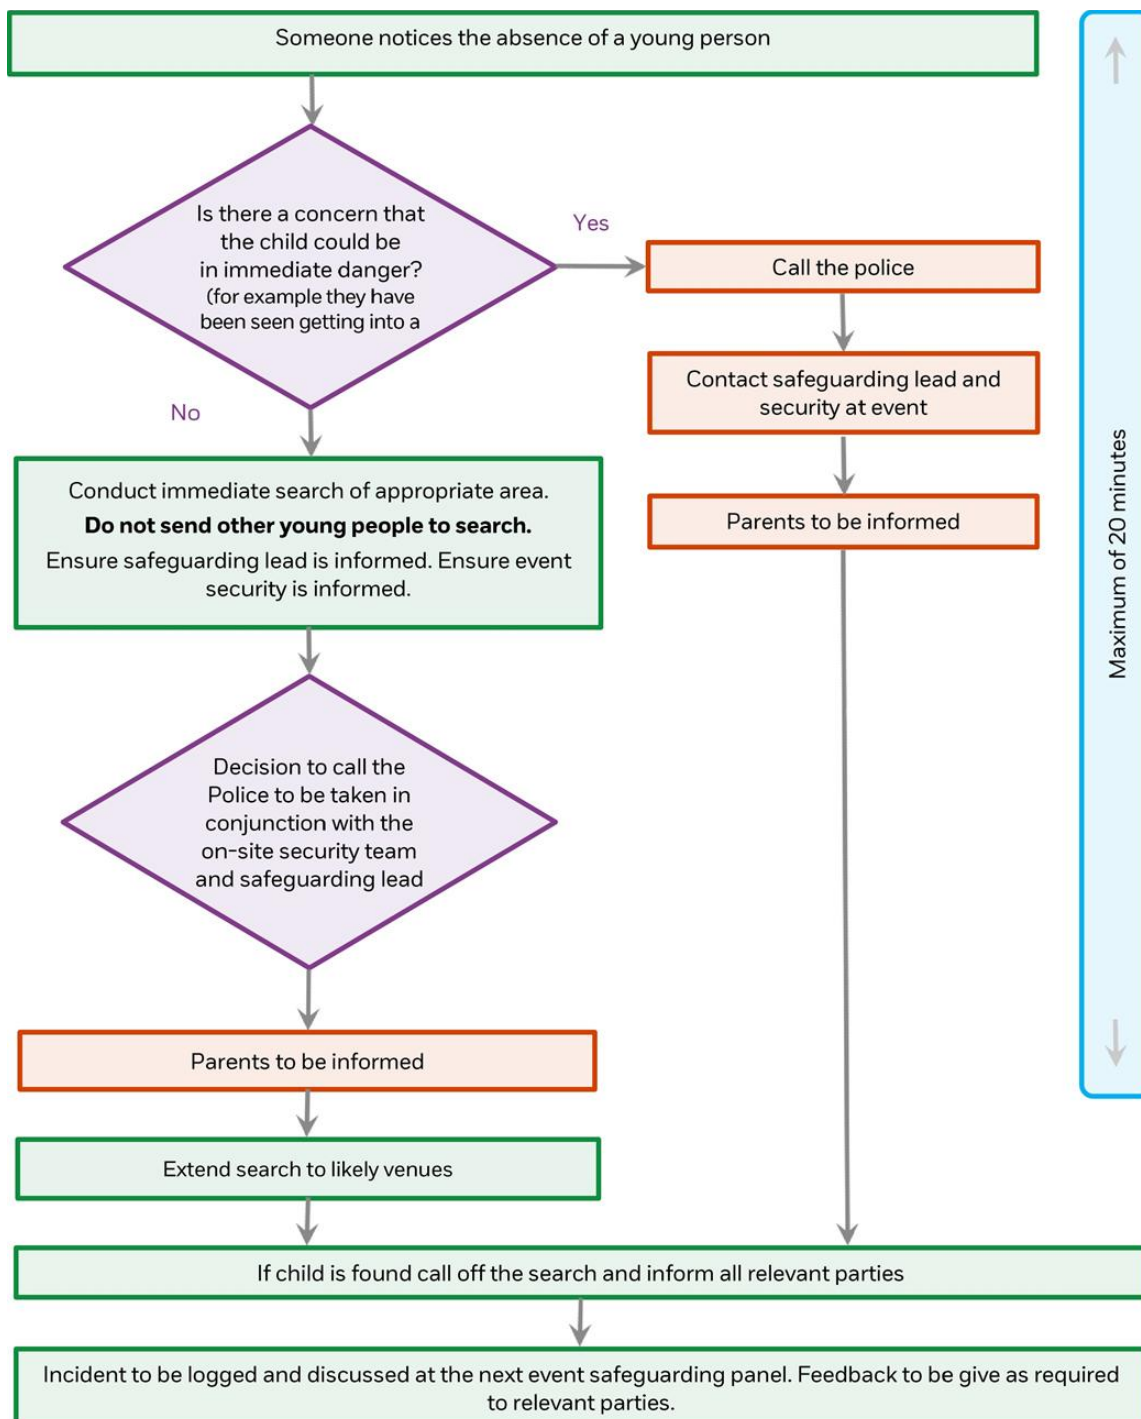 Someone notices the absence of a young person
Is there a concern that
the child could be
in immediate danger?
(for example they have
been seen getting into a
Yes
Call the police
Contact safeguarding lead and
security at event
Parents to be informed
No
Conduct immediate search of appropriate area.
Do not send other young people to search.
Ensure safeguarding lead is informed. Ensure event
security is informed.
Decision to call the
Police to be taken in
conjunction with the
on-site security team
and safeguarding lead
Parents to be informed
Extend search to likely venues
If child is found call off the search and inform all relevant parties
Incident to be logged and discussed at the next event safeguarding panel. Feedback to be give as required
to relevant parties.
Maximum of 20 minutes